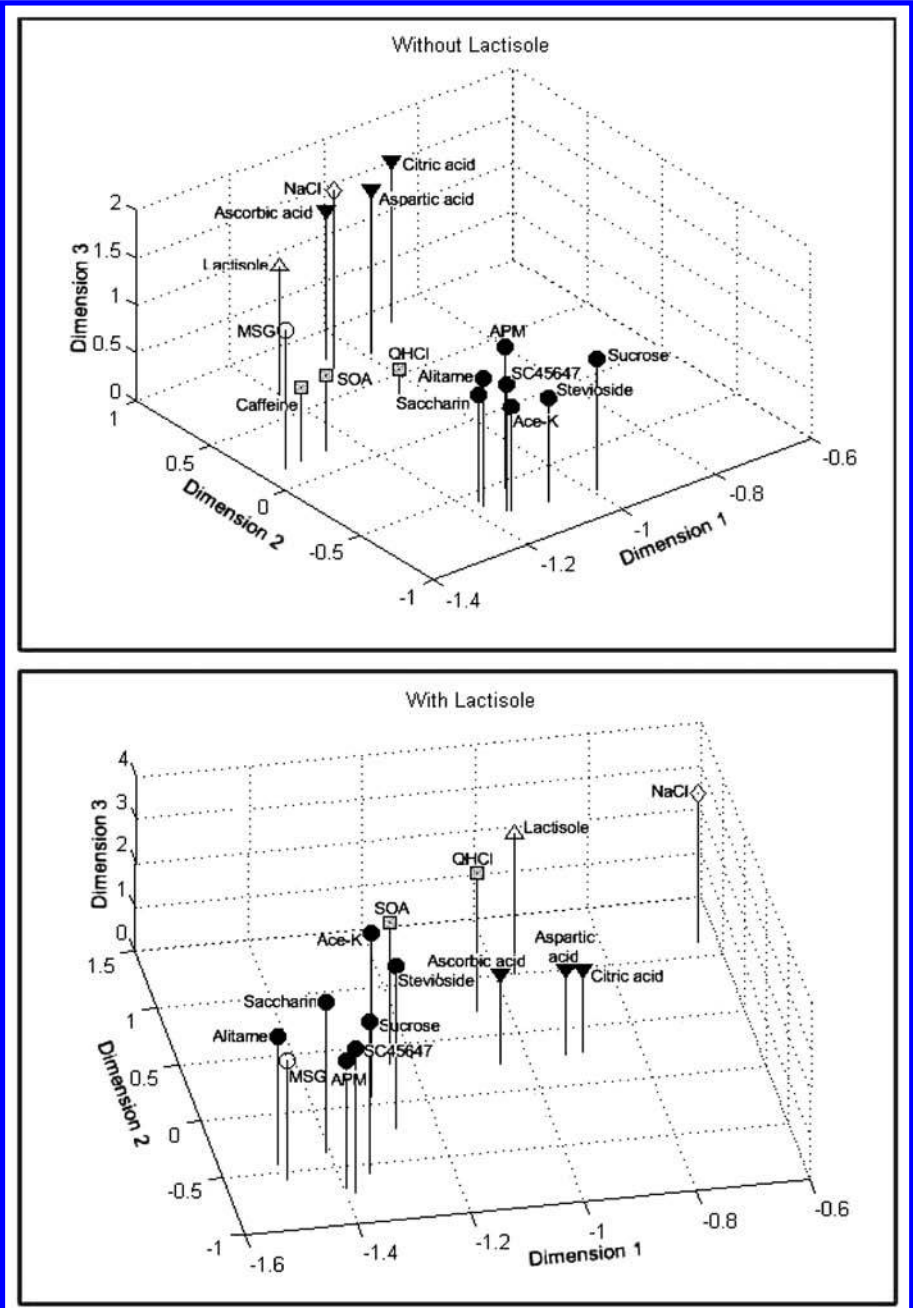 Without Lactisole
Citric acid
NaCl
Aspartic acid
Ascorbic acid
Lactisole
MSG
QHCl
SOA
Caffeine
APM
Sucrose
Alitame
SC45647
Stevioside
Saccharin
Ace-K
Dimension 3
2
1.5
1
0.5
0
1
0.5
0
-0.5
-1
Dimension 2
-1.4
-1.2
-1
-0.8
-0.6
Dimension 1
With Lactisole
NaCl
Lactisole
QHCl
SOA
Ace-K
Aspartic
acid
Ascorbic acid
Citric acid
Stevioside
Saccharin
Sucrose
Alitame
SC45647
MSG
APM
Dimension 3
4
3
2
1
0
1.5
1
0.5
0
-0.5
-1
Dimension 2
-1.6
-1.4
-1.2
-1
-0.8
-0.6
Dimension 1